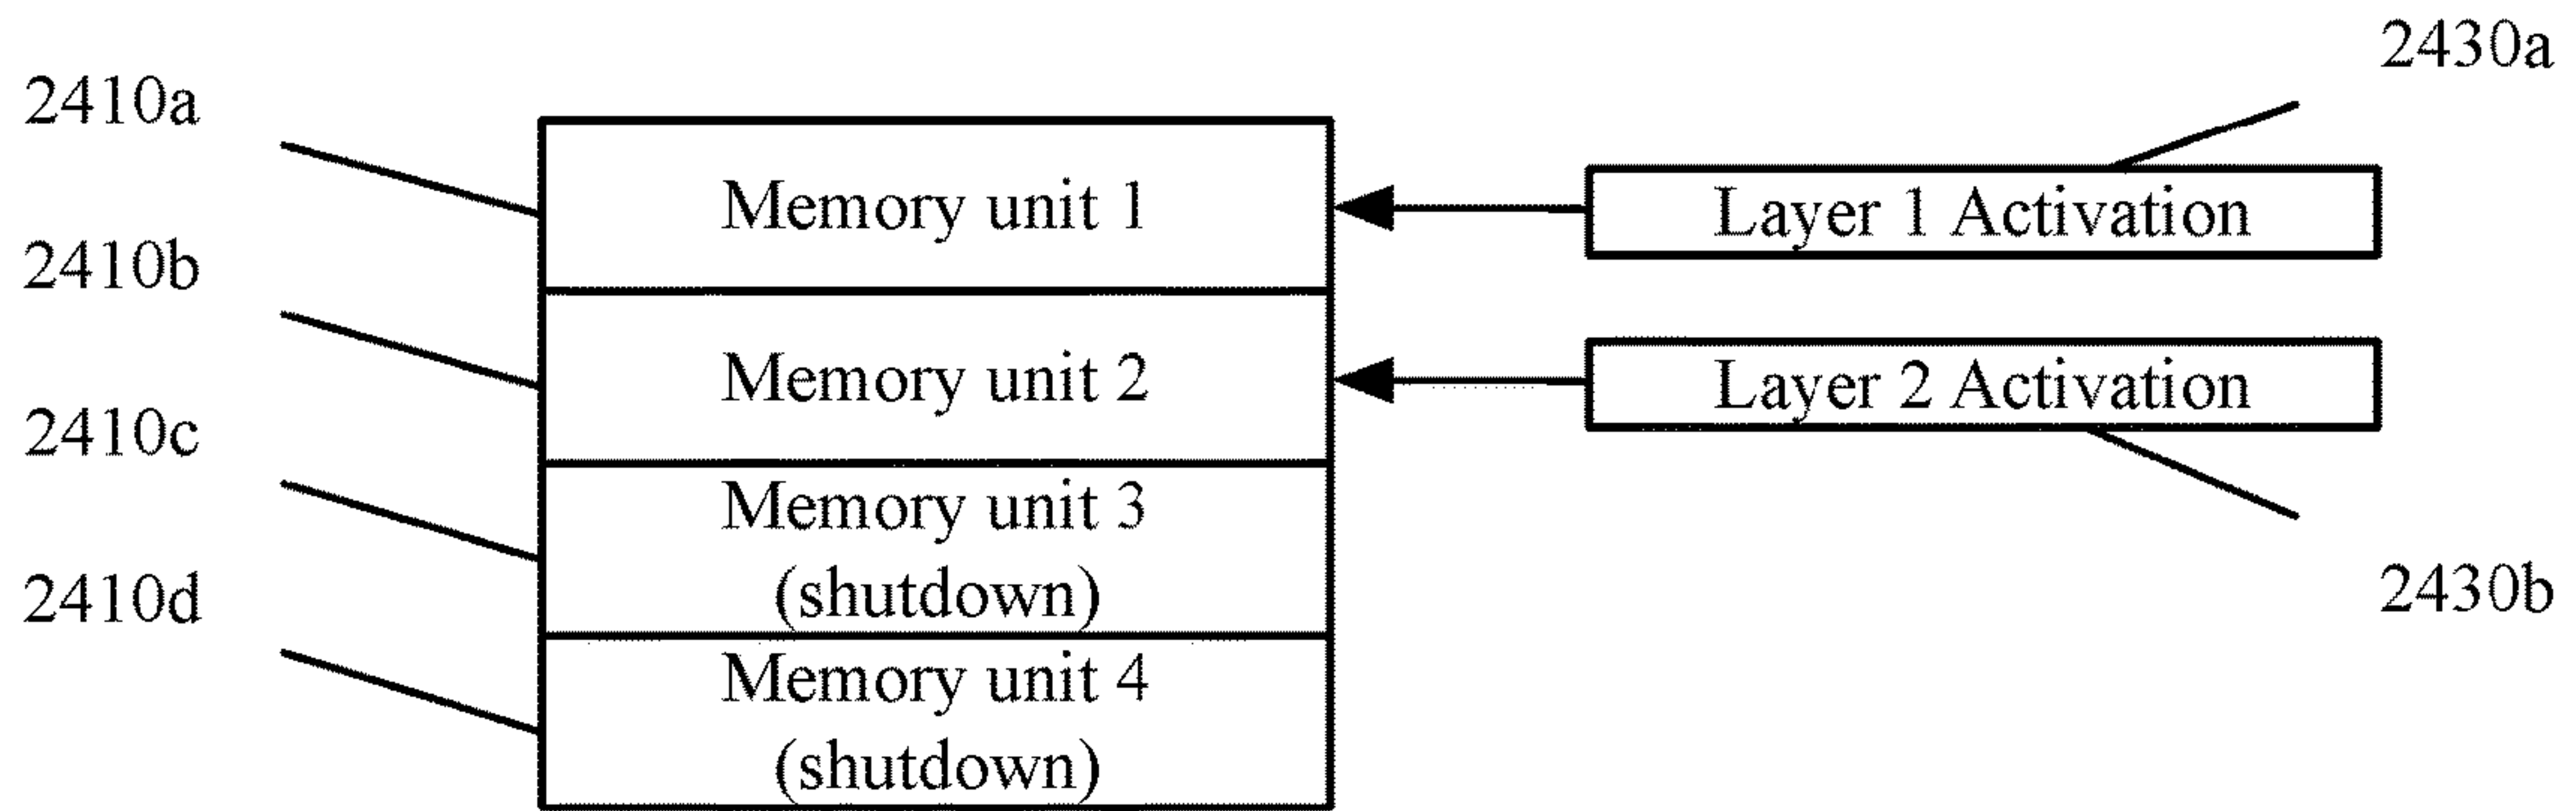 2430a
2410a
Memory unit 1
Layer 1 Activation
2410b
Memory unit 2
Layer 2 Activation
2410c
Memory unit 3
(shutdown)
2410d
2430b
Memory unit 4
(shutdown)